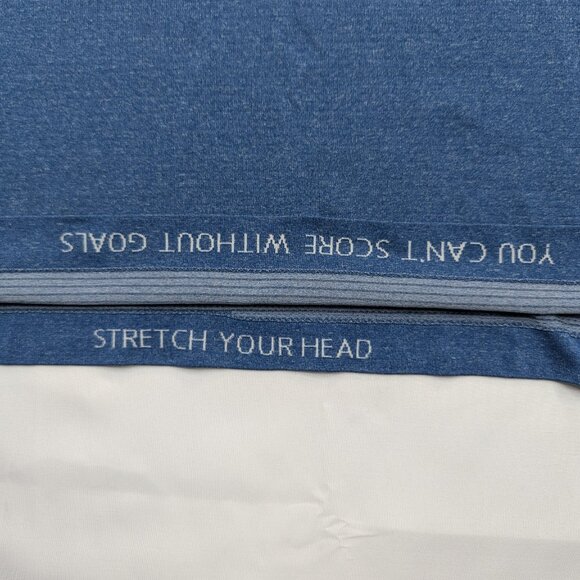 YOU CAN'T SCORE WITHOUT GOALS
STRETCH YOUR HEAD